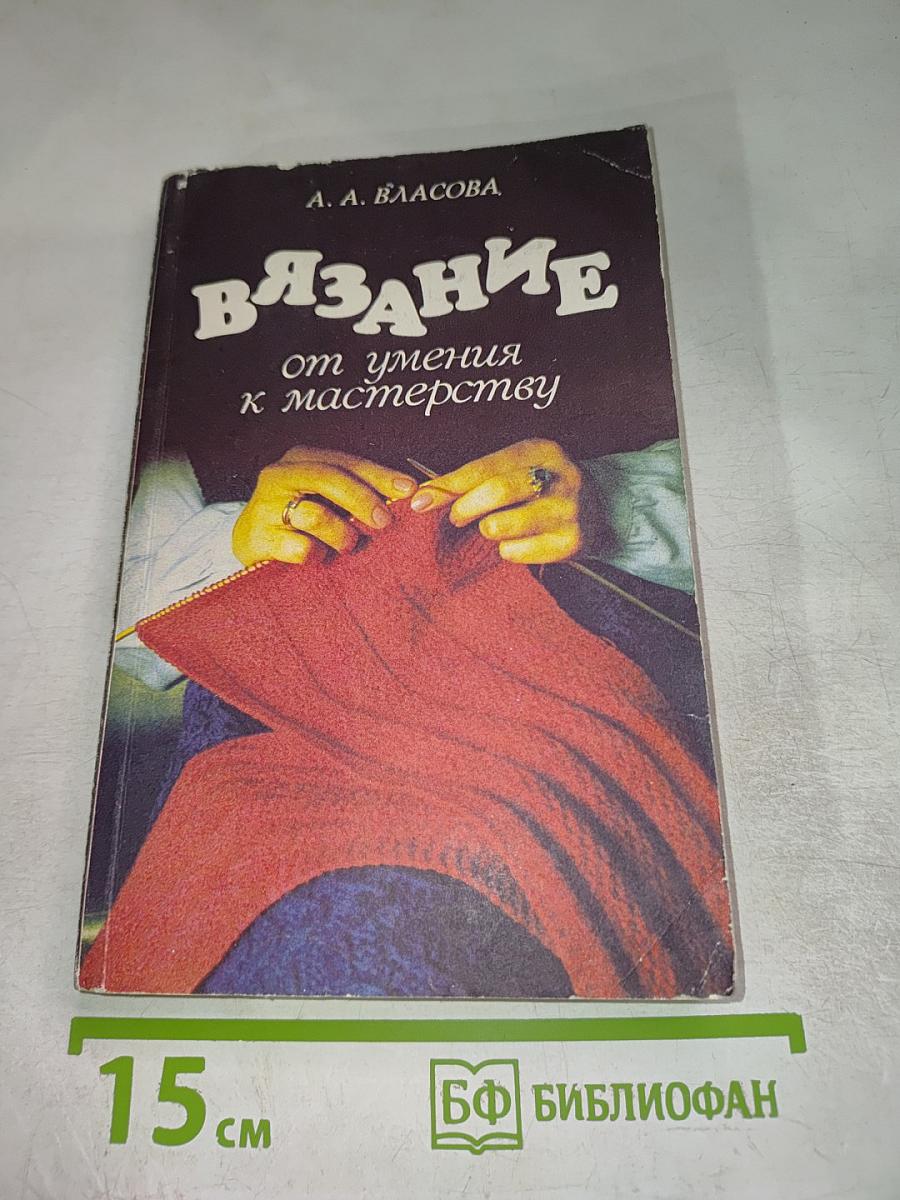 А. А. ВЛАСОВА
ВЯЗАНИЕ
от умения
к мастерству
15 см
БФ БИБЛИОФАН